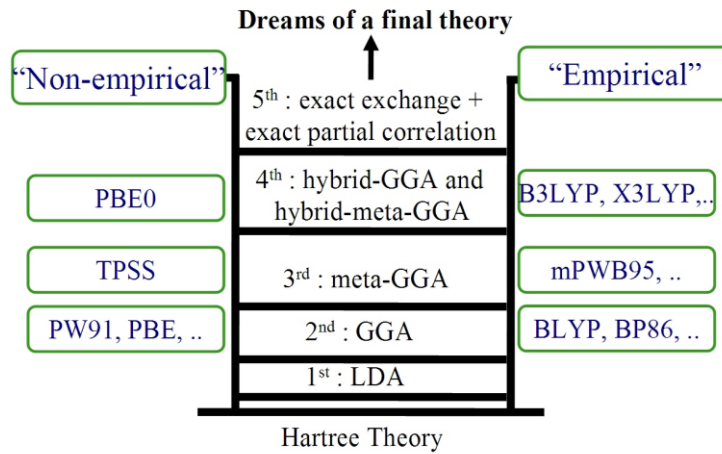 Dreams of a final theory
“Non-empirical”
“Empirical”
5th : exact exchange +
exact partial correlation
PBE0
4th : hybrid-GGA and
hybrid-meta-GGA
B3LYP, X3LYP,..
TPSS
3rd : meta-GGA
mPWB95, ..
PW91, PBE, ..
2nd : GGA
BLYP, BP86, ..
1st : LDA
Hartree Theory